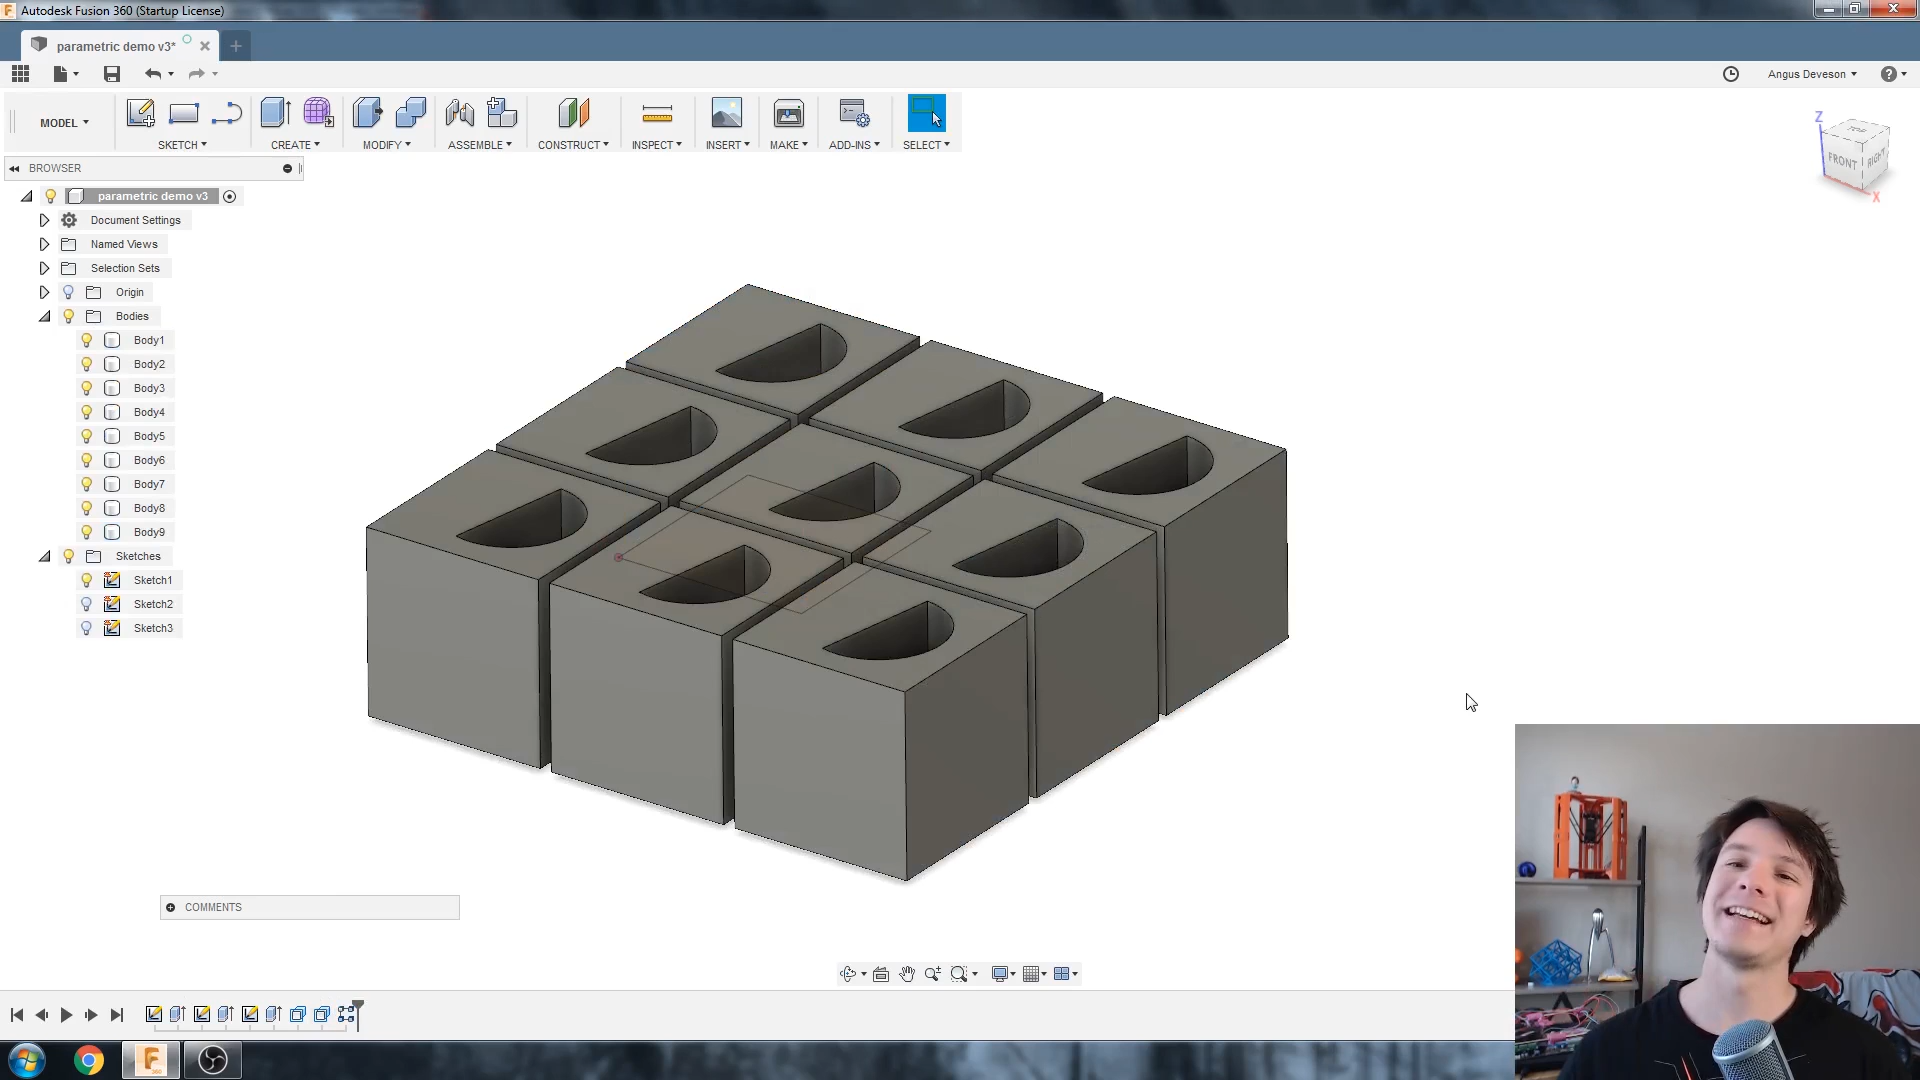 Autodesk Fusion 360 (Startup License)
parametric demo v3*
Angus Deveson
MODEL
SKETCH
CREATE
MODIFY
ASSEMBLE
CONSTRUCT
INSPECT
INSERT
MAKE
ADD-INS
SELECT
BROWSER
parametric demo v3
Document Settings
Named Views
Selection Sets
Origin
Bodies
Body1
Body2
Body3
Body4
Body5
Body6
Body7
Body8
Body9
Sketches
Sketch1
Sketch2
Sketch3
Z
TOP
FRONT
RIGHT
X
COMMENTS